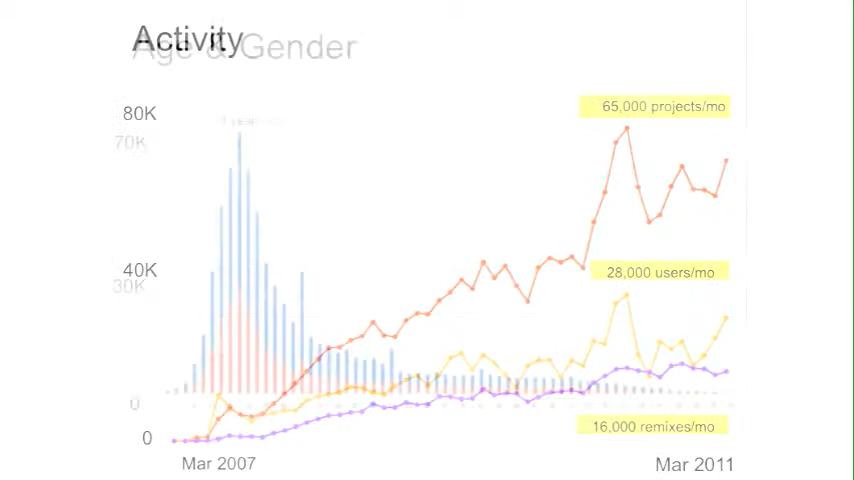 Activity
Age & Gender
80K
65,000 projects/mo
70K
40K
28,000 users/mo
30K
0
0
16,000 remixes/mo
Mar 2007
Mar 2011